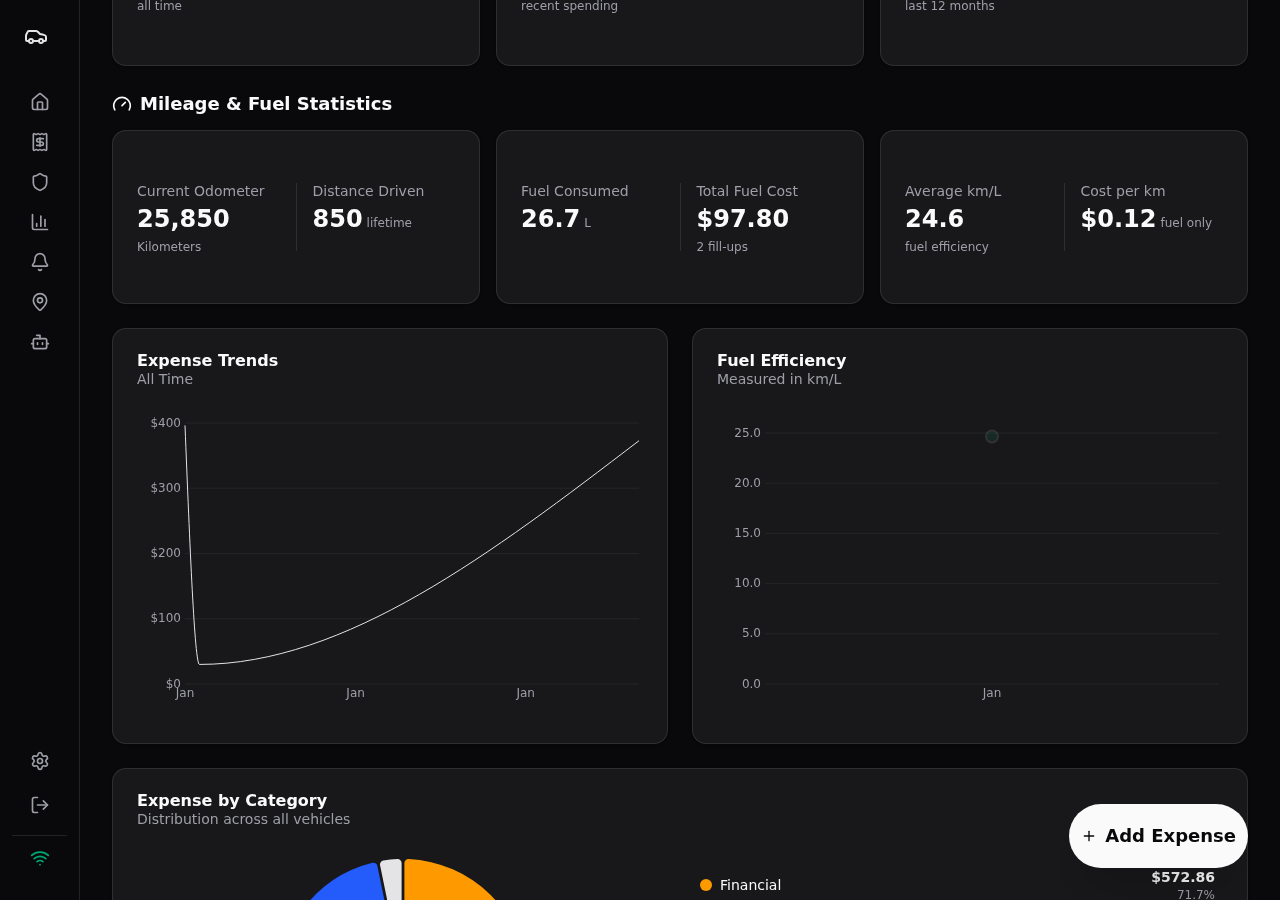 all time
recent spending
last 12 months
Mileage & Fuel Statistics
Current Odometer
25,850
Kilometers
Distance Driven
850 lifetime
Fuel Consumed
26.7 L
Total Fuel Cost
$97.80
2 fill-ups
Average km/L
24.6
fuel efficiency
Cost per km
$0.12 fuel only
Expense Trends
All Time
$400
$300
$200
$100
$0
Jan
Jan
Jan
Fuel Efficiency
Measured in km/L
25.0
20.0
15.0
10.0
5.0
0.0
Jan
Expense by Category
Distribution across all vehicles
+ Add Expense
Financial
$572.86
71.7%